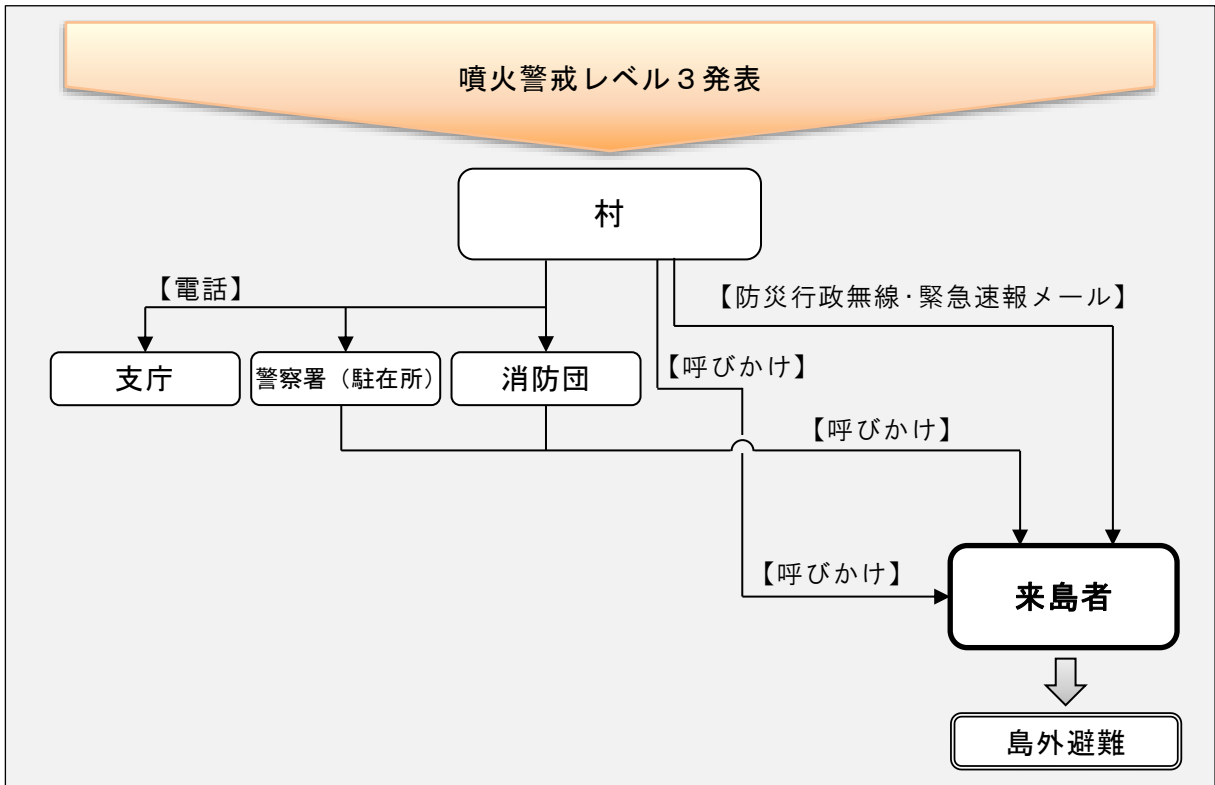 噴火警戒レベル３発表
村
【電話】
【防災行政無線･緊急速報メール】
支庁
警察署（駐在所）
消防団
【呼びかけ】
【呼びかけ】
【呼びかけ】
来島者
島外避難